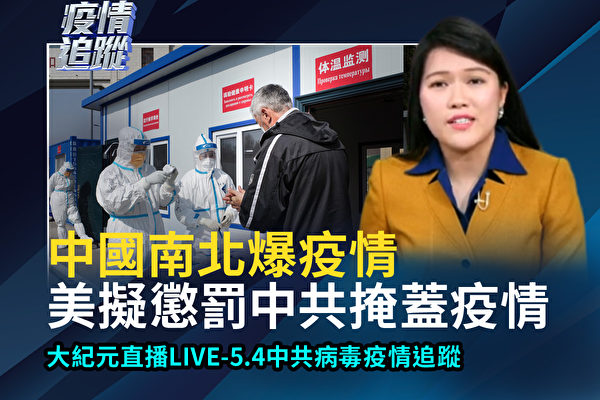 疫情
追蹤
体温监测
Проверка температуры
中國南北爆疫情
美擬懲罰中共掩蓋疫情
大紀元直播LIVE-5.4中共病毒疫情追蹤